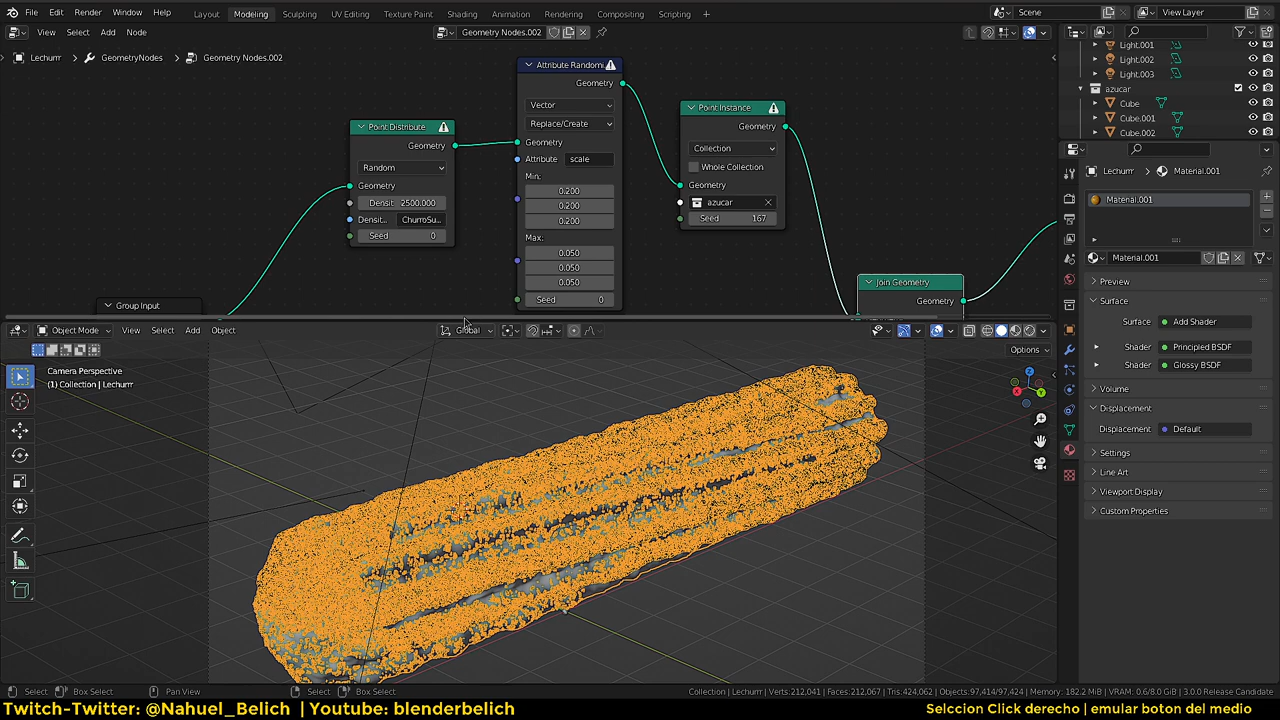 File Edit Render Window Help Layout Modeling Sculpting UV Editing Texture Paint Shading Animation Rendering Compositing Scripting + Scene View Layer
View Select Add Node Geometry Nodes.002
Lechurrr GeometryNodes Geometry Nodes.002
Light.001
Light.002
Light.003
azucar
Cube
Cube.001
Cube.002
Point Distribute
Geometry
Random
Geometry
Densit 2500.000
Densit... ChurroSu...
Seed 0
Attribute Random
Geometry
Vector
Replace/Create
Geometry
Attribute scale
Min:
0.200
0.200
0.200
Max:
0.050
0.050
0.050
Seed 0
Point Instance
Geometry
Collection
Whole Collection
Geometry
azucar
Seed 167
Group Input
Join Geometry
Geometry
Object Mode View Select Add Object Global
Options
Camera Perspective
(1) Collection | Lechurrr
Z
X
Y
Lechurrr Material.001
Material.001
Material.001
Preview
Surface
Surface Add Shader
Shader Principled BSDF
Shader Glossy BSDF
Volume
Displacement
Displacement Default
Settings
Line Art
Viewport Display
Custom Properties
Select Box Select Pan View Select Box Select Collection | Lechurrr | Verts:212,041 | Faces:212,067 | Tris:424,062 | Objects:97,414/97,424 | Memory: 182.2 MiB | VRAM: 0.6/8.0 GiB | 3.0.0 Release Candidate
Twitch-Twitter: @Nahuel_Belich | Youtube: blenderbelich Selccion Click derecho | emular boton del medio